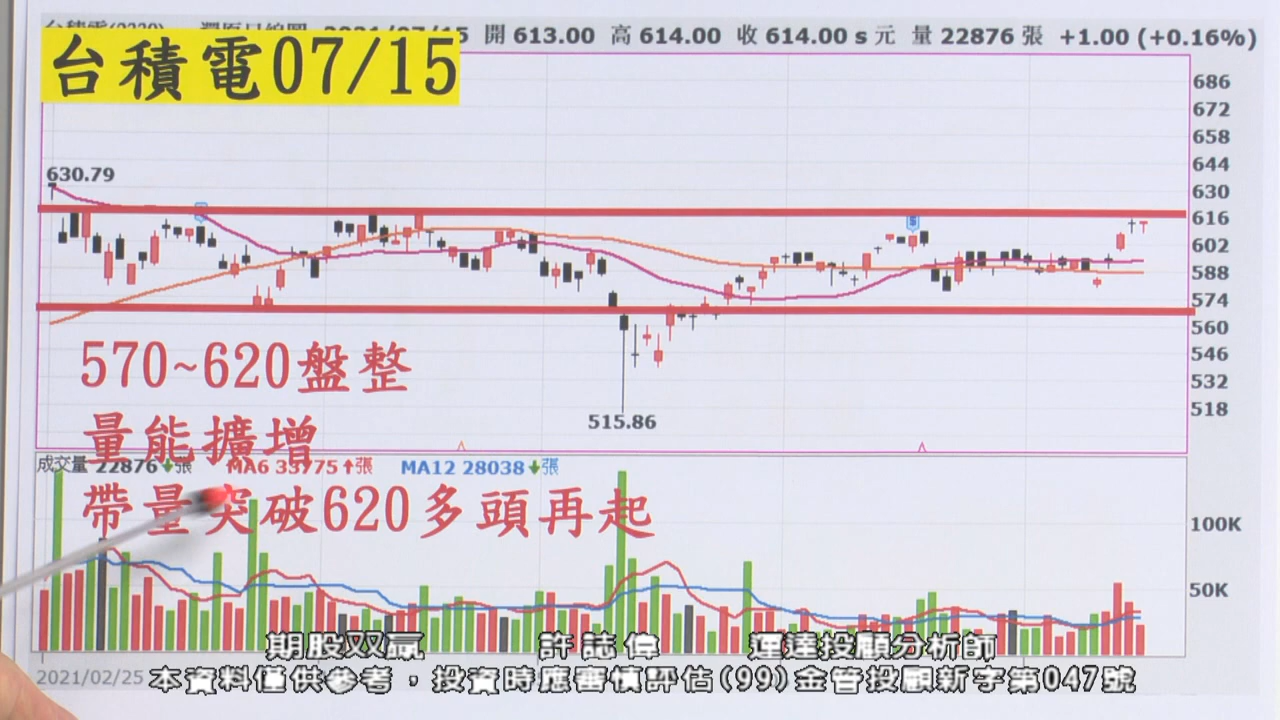 開 613.00 高 614.00 收 614.00 s 元 量 22876 張 +1.00 (+0.16%)
台積電07/15
686
672
658
644
630
616
602
588
574
560
546
532
518
630.79
515.86
570~620盤整
量能擴增
成交量 22876 張 MA6 33775 張 MA12 28038 張
帶量突破620多頭再起
100K
50K
期股双贏 許誌偉 運達投顧分析師
2021/02/25
本資料僅供參考,投資時應審慎評估(99)金管投顧新字第047號